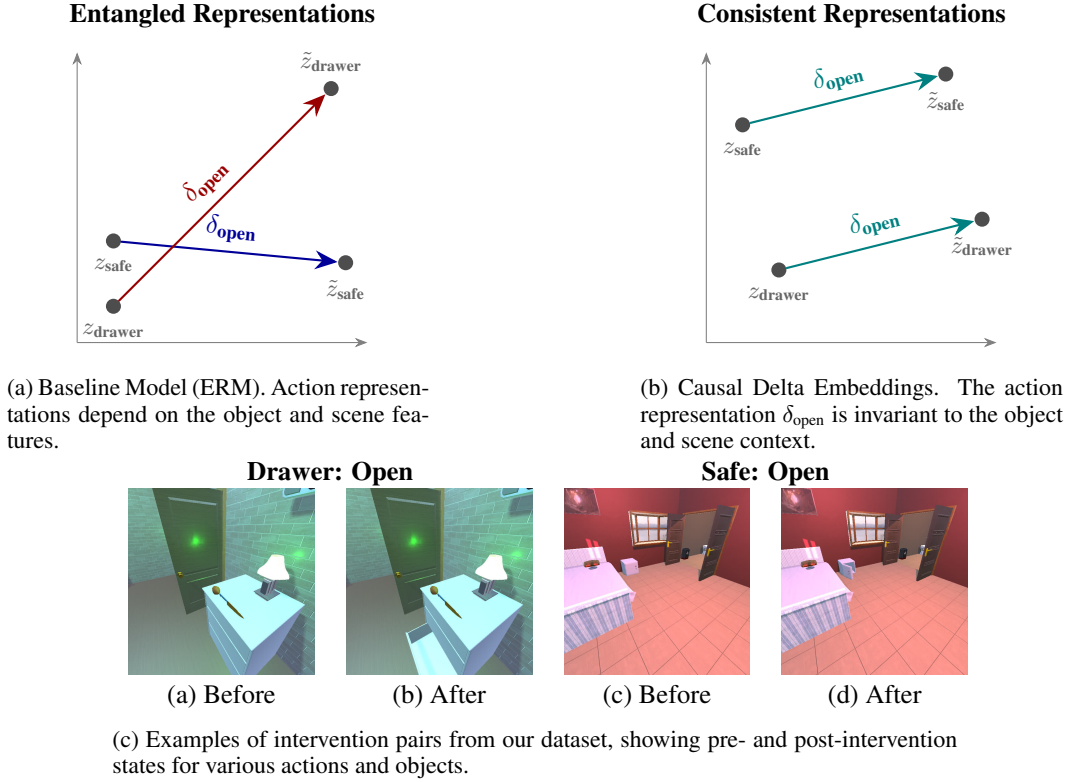 Entangled Representations
z̃drawer
δopen
δopen
zsafe
z̃safe
zdrawer
(a) Baseline Model (ERM). Action represen-
tations depend on the object and scene fea-
tures.
Consistent Representations
δopen
z̃safe
zsafe
δopen
z̃drawer
zdrawer
(b) Causal Delta Embeddings. The action
representation δopen is invariant to the object
and scene context.
Drawer: Open
Safe: Open
(a) Before
(b) After
(c) Before
(d) After
(c) Examples of intervention pairs from our dataset, showing pre- and post-intervention
states for various actions and objects.